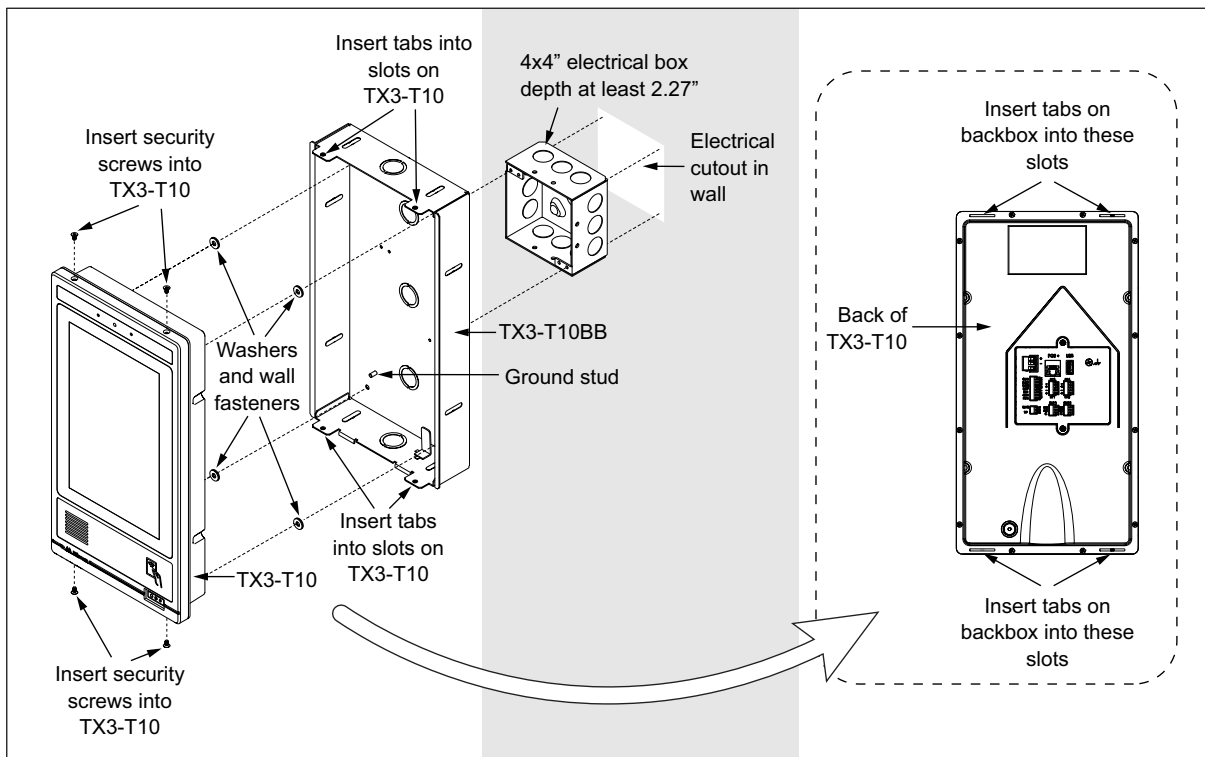 Insert tabs into
slots on
TX3-T10
4x4” electrical box
depth at least 2.27”
Insert security
screws into
TX3-T10
Electrical
cutout in
wall
Insert tabs on
backbox into these
slots
TX3-T10BB
Ground stud
Washers
and wall
fasteners
Back of
TX3-T10
Insert tabs
into slots on
TX3-T10
TX3-T10
Insert security
screws into
TX3-T10
Insert tabs on
backbox into these
slots